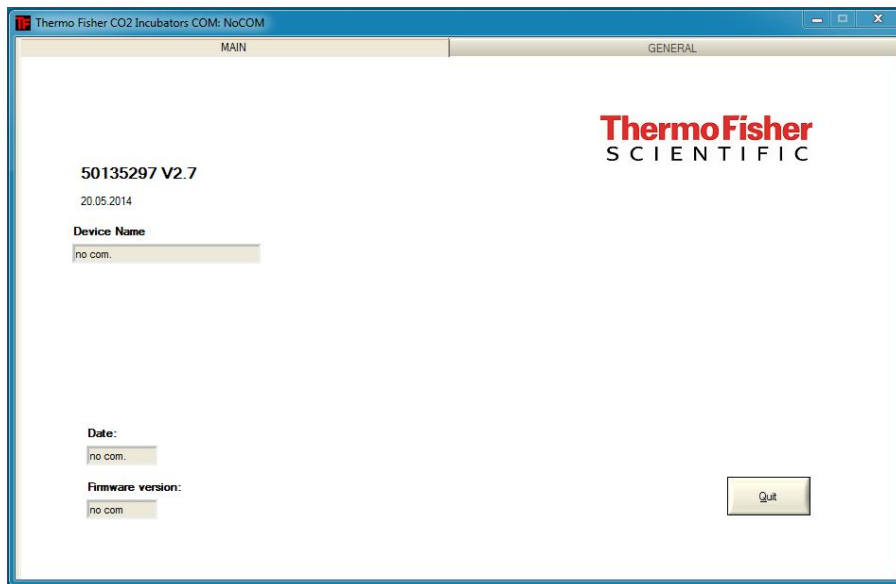 Thermo Fisher CO2 Incubators COM: NoCOM
MAIN
GENERAL
ThermoFisher
SCIENTIFIC
50135297 V2.7
20.05.2014
Device Name
no com.
Date:
no com.
Firmware version:
no com
Quit